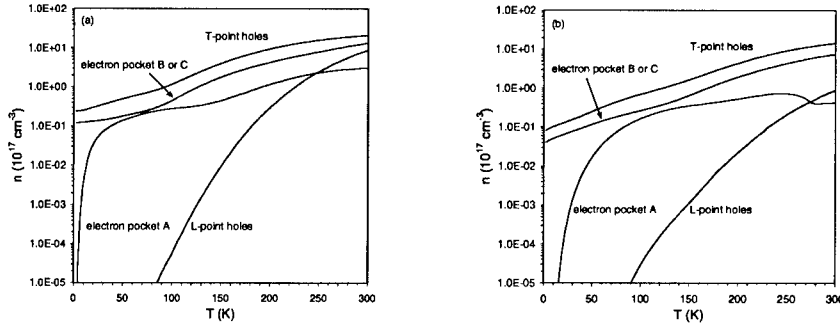 (a)
1.0E+02
1.0E+01
1.0E+00
1.0E-01
1.0E-02
1.0E-03
1.0E-04
1.0E-05
n (10¹⁷ cm⁻³)
T-point holes
electron pocket B or C
electron pocket A
L-point holes
0 50 100 150 200 250 300
T (K)
(b)
1.0E+02
1.0E+01
1.0E+00
1.0E-01
1.0E-02
1.0E-03
1.0E-04
1.0E-05
n (10¹⁷ cm⁻³)
T-point holes
electron pocket B or C
electron pocket A
L-point holes
0 50 100 150 200 250 300
T (K)